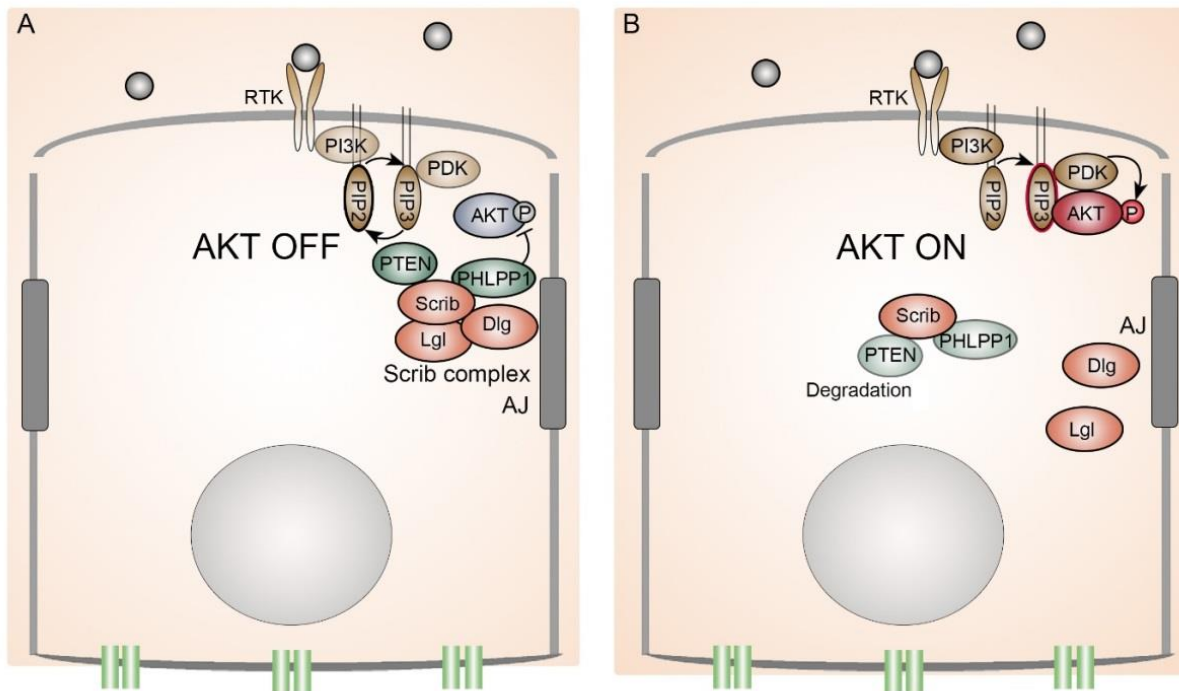 A
RTK
PI3K
PDK
PIP2
PIP3
AKT
P
AKT OFF
PTEN
PHLPP1
Scrib
Dlg
Lgl
Scrib complex
AJ
B
RTK
PI3K
PDK
PIP2
PIP3
AKT
P
AKT ON
Scrib
PTEN
PHLPP1
Degradation
AJ
Dlg
Lgl